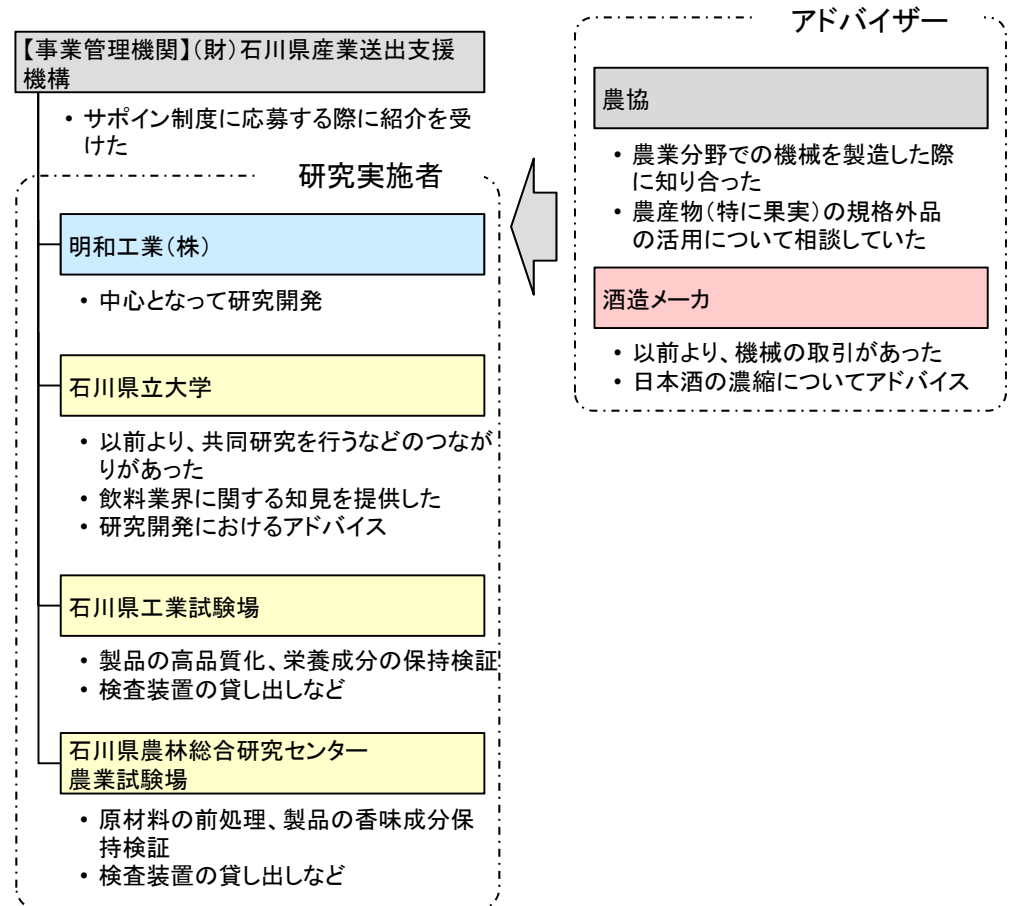 【事業管理機関】（財）石川県産業送出支援
機構
・サポイン制度に応募する際に紹介を受
けた
研究実施者
明和工業（株）
・中心となって研究開発
石川県立大学
・以前より、共同研究を行うなどのつなが
りがあった
・飲料業界に関する知見を提供した
・研究開発におけるアドバイス
石川県工業試験場
・製品の高品質化、栄養成分の保持検証
・検査装置の貸し出しなど
石川県農林総合研究センター
農業試験場
・原材料の前処理、製品の香味成分保
持検証
・検査装置の貸し出しなど
アドバイザー
農協
・農業分野での機械を製造した際
に知り合った
・農産物（特に果実）の規格外品
の活用について相談していた
酒造メーカ
・以前より、機械の取引があった
・日本酒の濃縮についてアドバイス